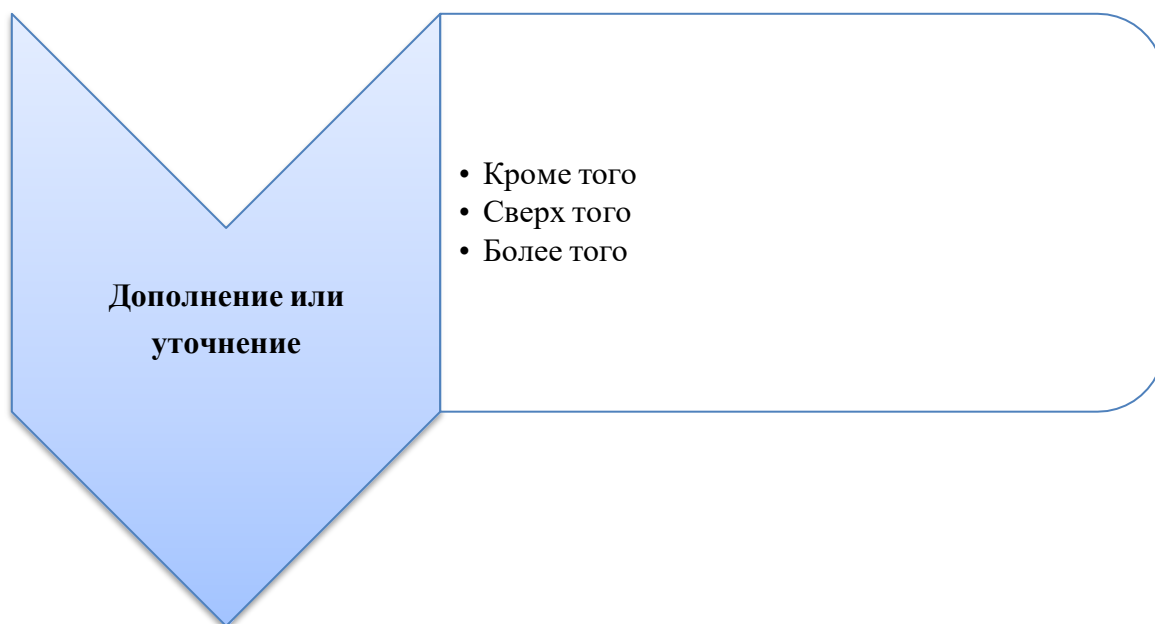 Дополнение или
уточнение
• Кроме того
• Сверх того
• Более того